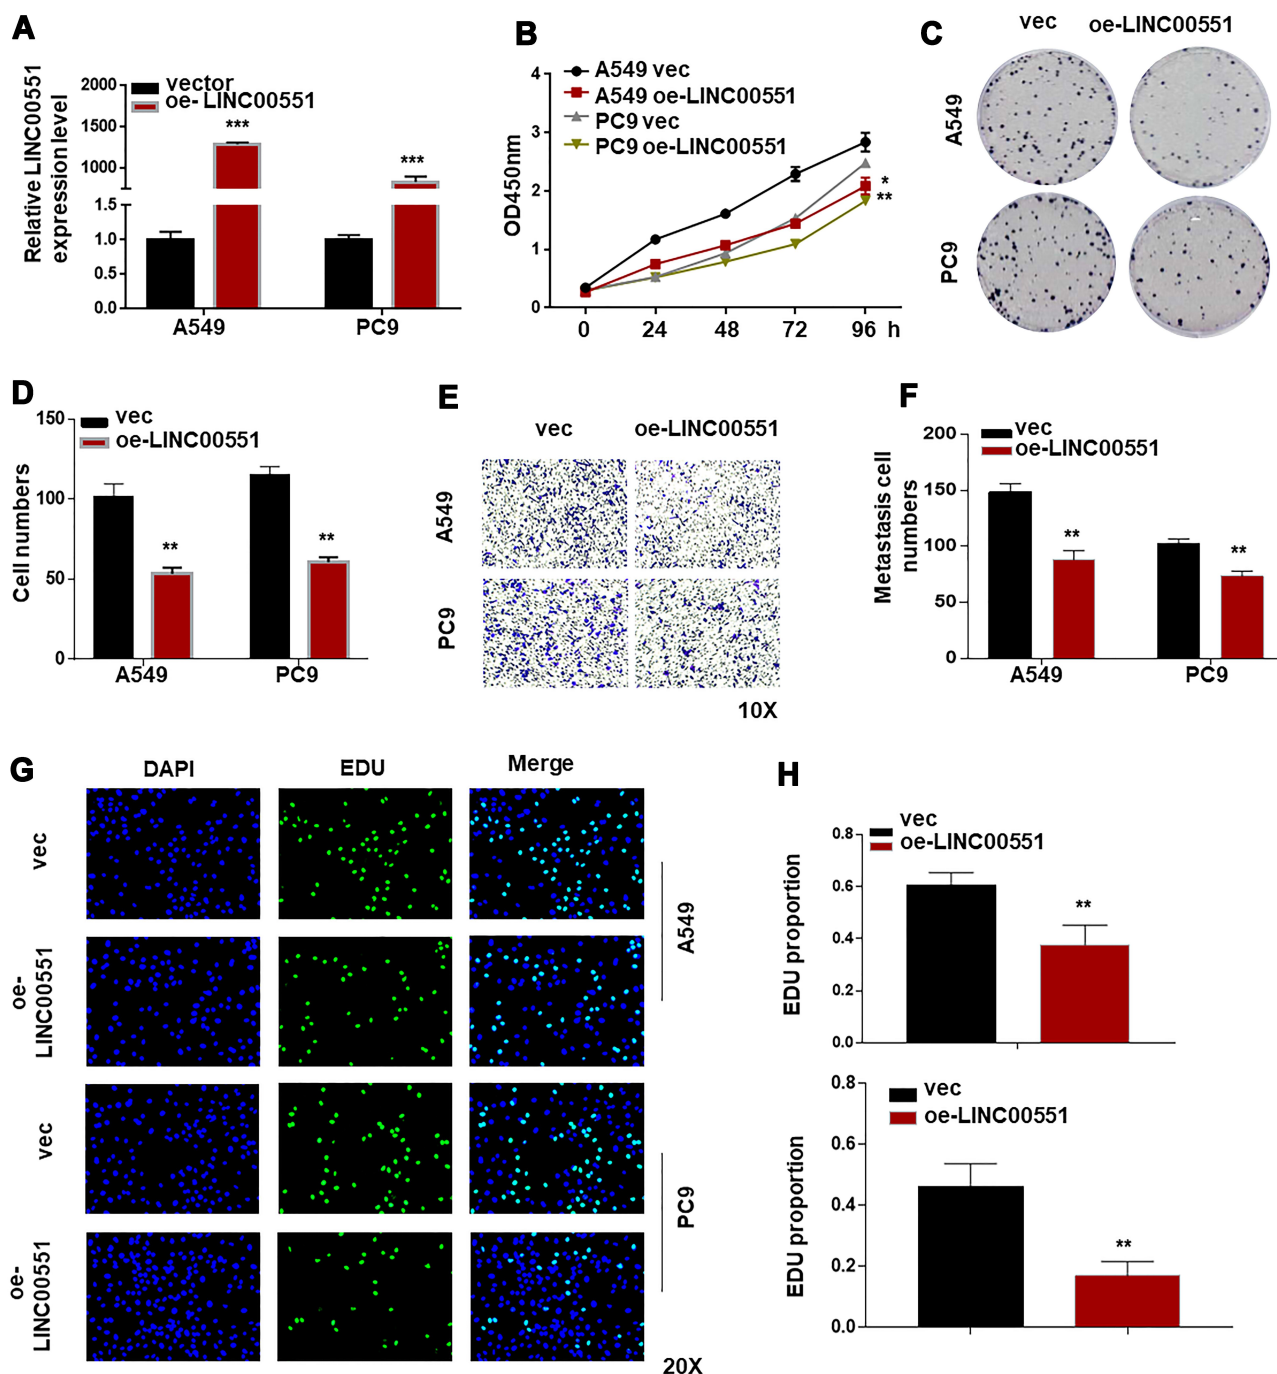 A
Relative LINC00551
expression level
2000
1500
1000
1.5
1.0
0.5
0.0
vector
oe- LINC00551
***
***
A549
PC9
B
OD450nm
4
3
2
1
0
A549 vec
A549 oe-LINC00551
PC9 vec
PC9 oe-LINC00551
*
**
0 24 48 72 96 h
C
vec oe-LINC00551
A549
PC9
D
Cell numbers
150
100
50
0
vec
oe-LINC00551
**
**
A549 PC9
E
vec oe-LINC00551
A549
PC9
10X
F
Metastasis cell
numbers
200
150
100
50
0
vec
oe-LINC00551
**
**
A549 PC9
G
DAPI EDU Merge
vec
oe-
LINC00551
A549
vec
oe-
LINC00551
PC9
20X
H
EDU proportion
0.8
0.6
0.4
0.2
0.0
vec
oe-LINC00551
**
EDU proportion
0.8
0.6
0.4
0.2
0.0
vec
oe-LINC00551
**